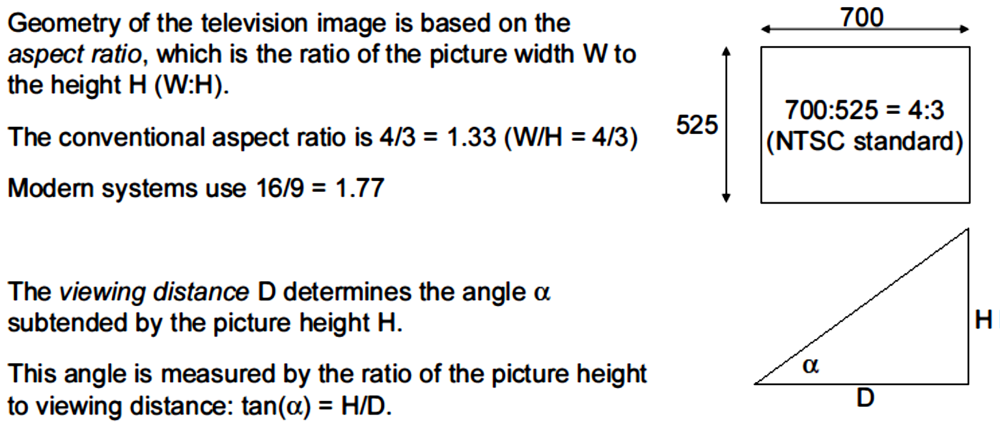 Geometry of the television image is based on the
aspect ratio, which is the ratio of the picture width W to
the height H (W:H).
The conventional aspect ratio is 4/3 = 1.33 (W/H = 4/3)
Modern systems use 16/9 = 1.77
700
525
700:525 = 4:3
(NTSC standard)
The viewing distance D determines the angle α
subtended by the picture height H.
This angle is measured by the ratio of the picture height
to viewing distance: tan(α) = H/D.
H
α
D